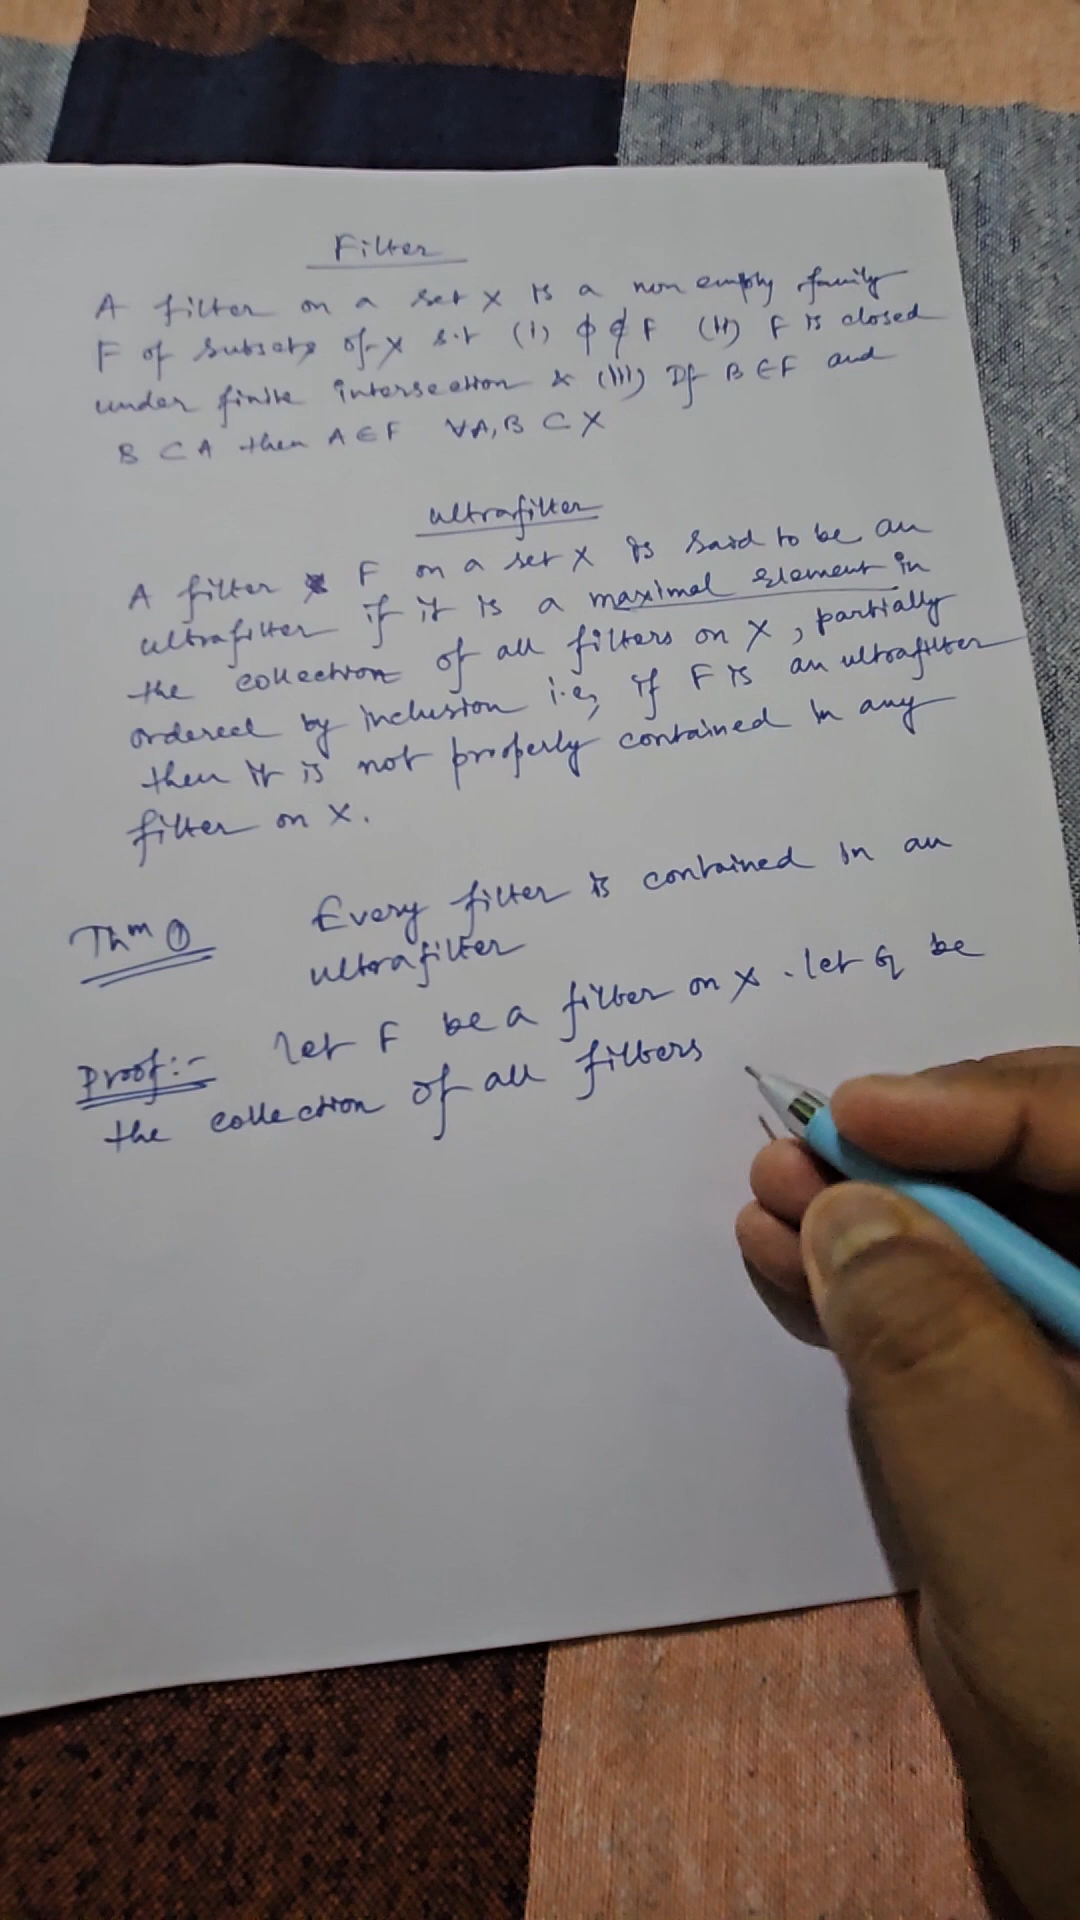 Filter
A filter on a set X is a non empty family
F of subsets of X s.t (i) ϕ ∉ F (ii) F is closed
under finite intersection & (iii) If B ∈ F and
B ⊂ A then A ∈ F ∀A, B ⊂ X
ultrafilter
A filter F on a set X is said to be an
ultrafilter if it is a maximal element in
the collection of all filters on X, partially
ordered by inclusion i.e, if F is an ultrafilter
then it is not properly contained in any
filter on X.
Thm ① Every filter is contained in an
ultrafilter
Proof:- Let F be a filter on X. let G be
the collection of all filters